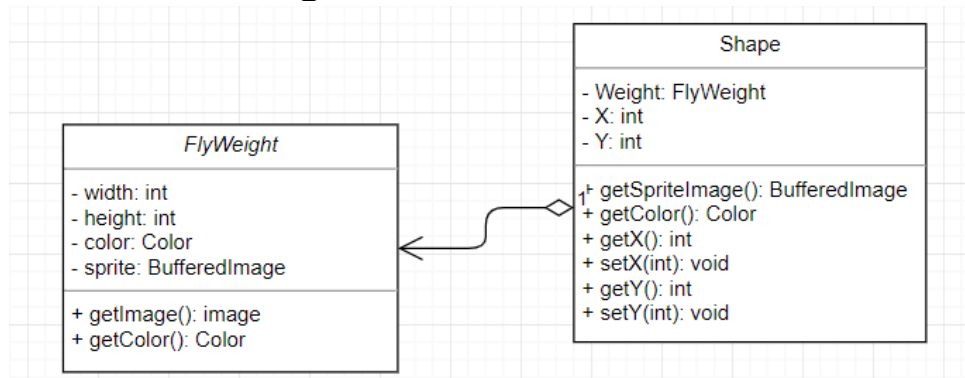 FlyWeight
- width: int
- height: int
- color: Color
- sprite: BufferedImage
+ getImage(): image
+ getColor(): Color
Shape
- Weight: FlyWeight
- X: int
- Y: int
1
+ getSpriteImage(): BufferedImage
+ getColor(): Color
+ getX(): int
+ setX(int): void
+ getY(): int
+ setY(int): void